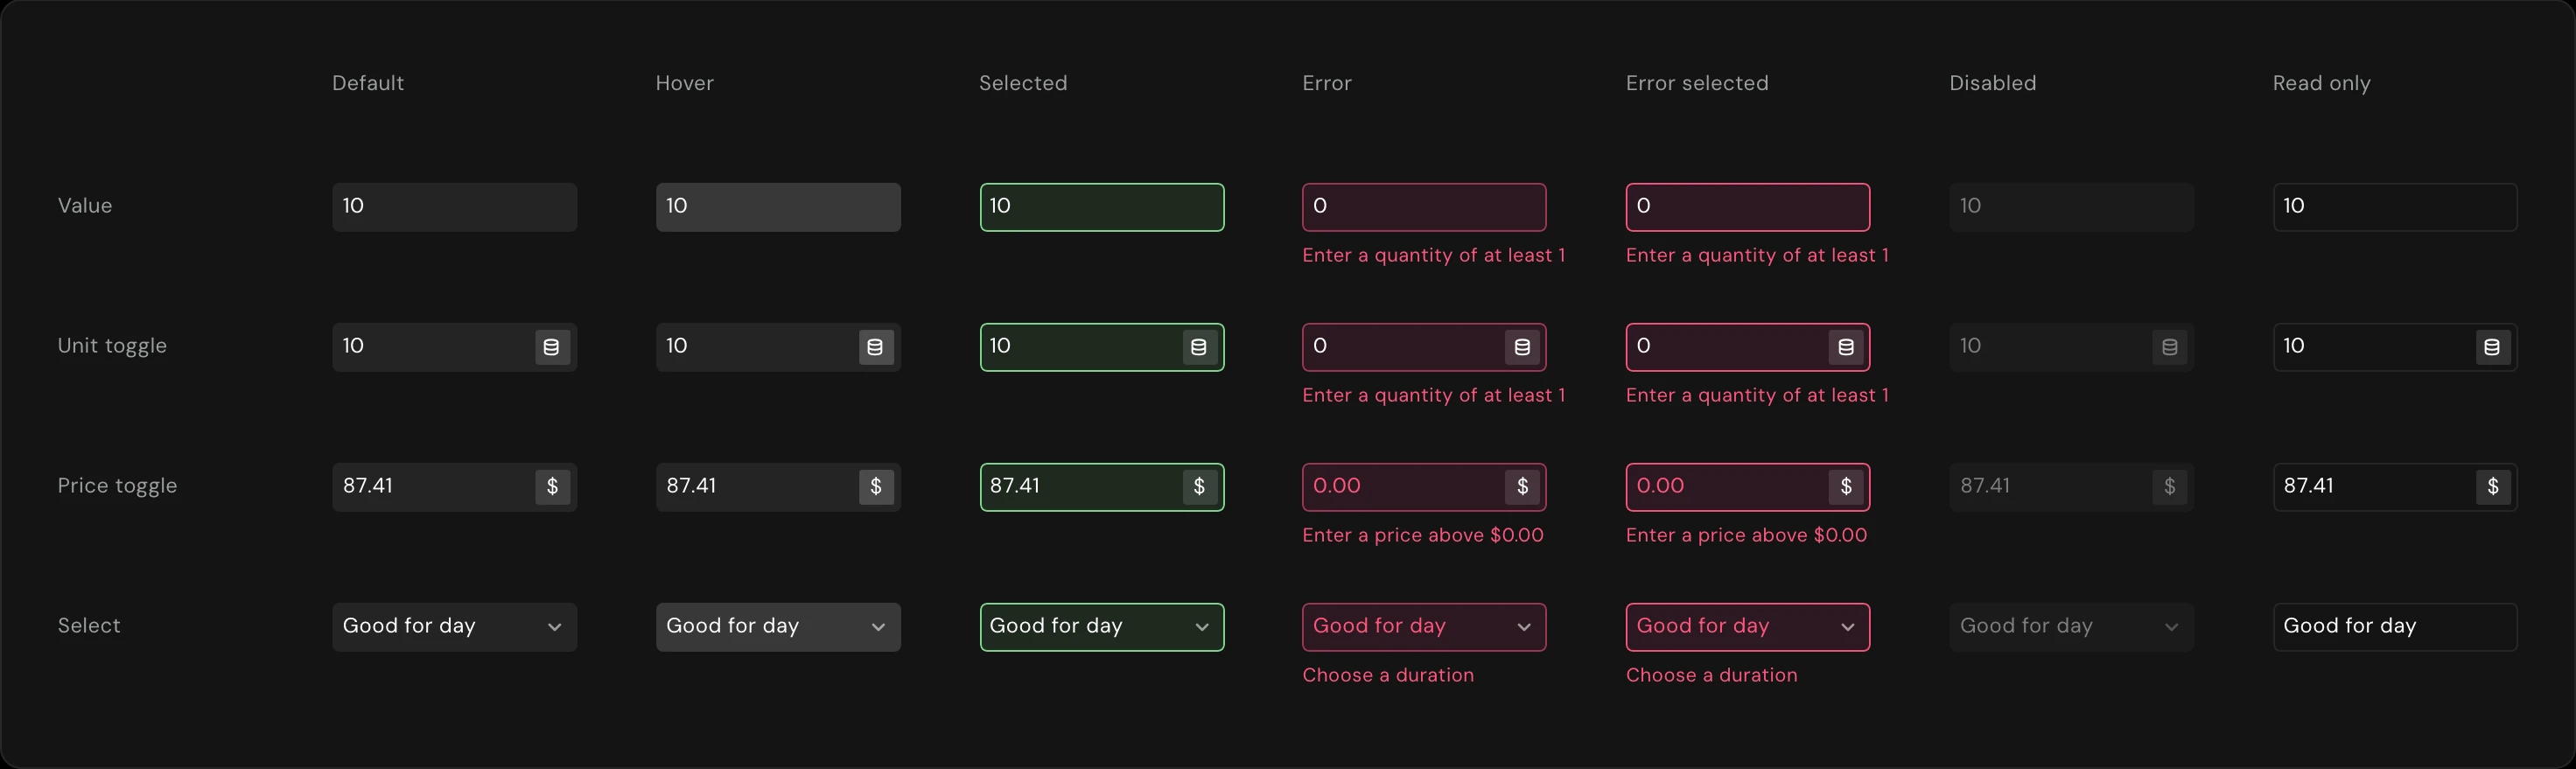 Default Hover Selected Error Error selected Disabled Read only
Value 10 10 10 0 0 10 10
Enter a quantity of at least 1 Enter a quantity of at least 1
Unit toggle 10 10 10 0 0 10 10
Enter a quantity of at least 1 Enter a quantity of at least 1
Price toggle 87.41 $ 87.41 $ 87.41 $ 0.00 $ 0.00 $ 87.41 $ 87.41 $
Enter a price above $0.00 Enter a price above $0.00
Select Good for day Good for day Good for day Good for day Good for day Good for day Good for day
Choose a duration Choose a duration